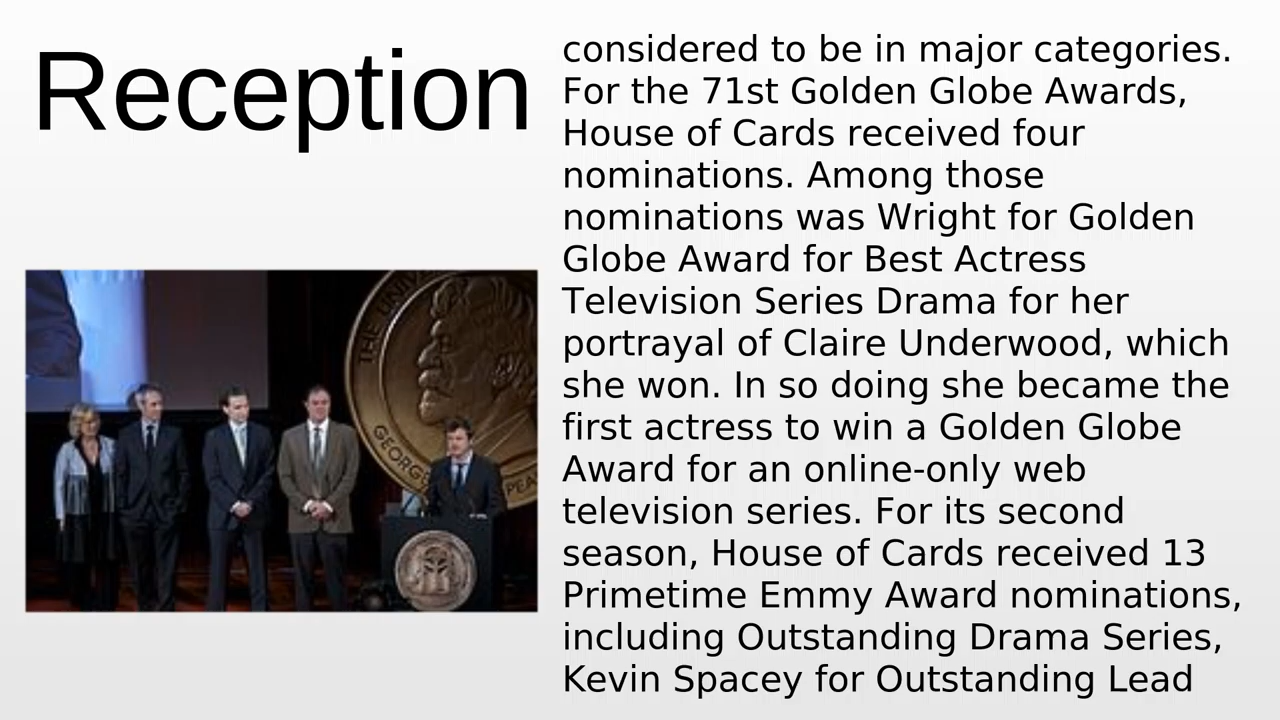 Reception
considered to be in major categories.
For the 71st Golden Globe Awards,
House of Cards received four
nominations. Among those
nominations was Wright for Golden
Globe Award for Best Actress
Television Series Drama for her
portrayal of Claire Underwood, which
she won. In so doing she became the
first actress to win a Golden Globe
Award for an online-only web
television series. For its second
season, House of Cards received 13
Primetime Emmy Award nominations,
including Outstanding Drama Series,
Kevin Spacey for Outstanding Lead
THE
GEORGE